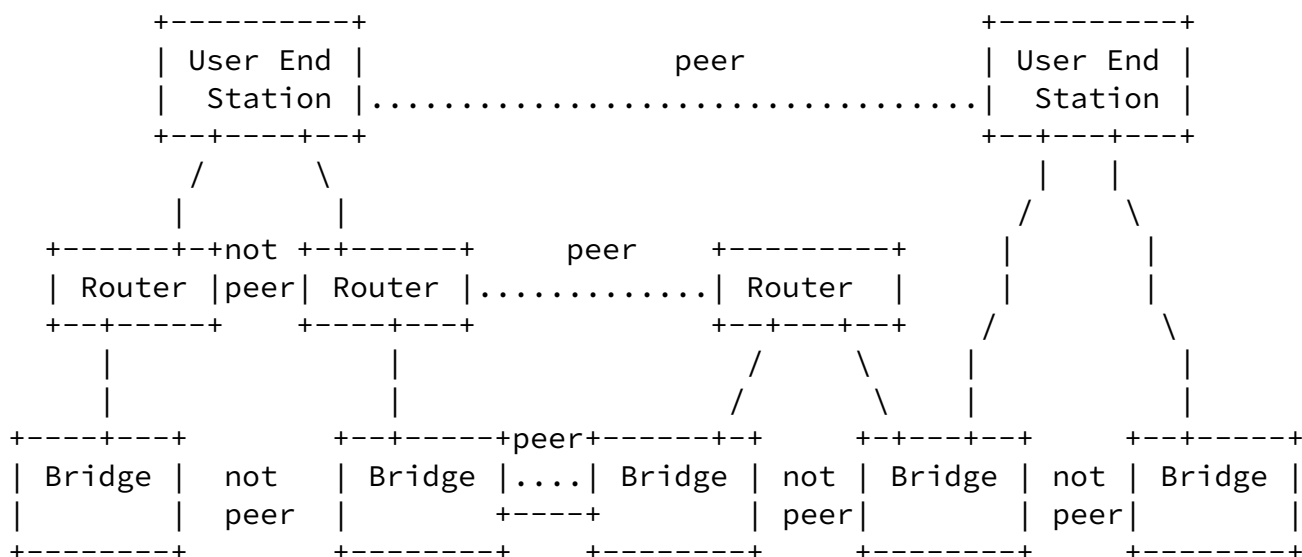 User End peer User End
Station Station
not peer
Router peer Router Router
peer
Bridge not Bridge Bridge not Bridge not Bridge
peer peer peer